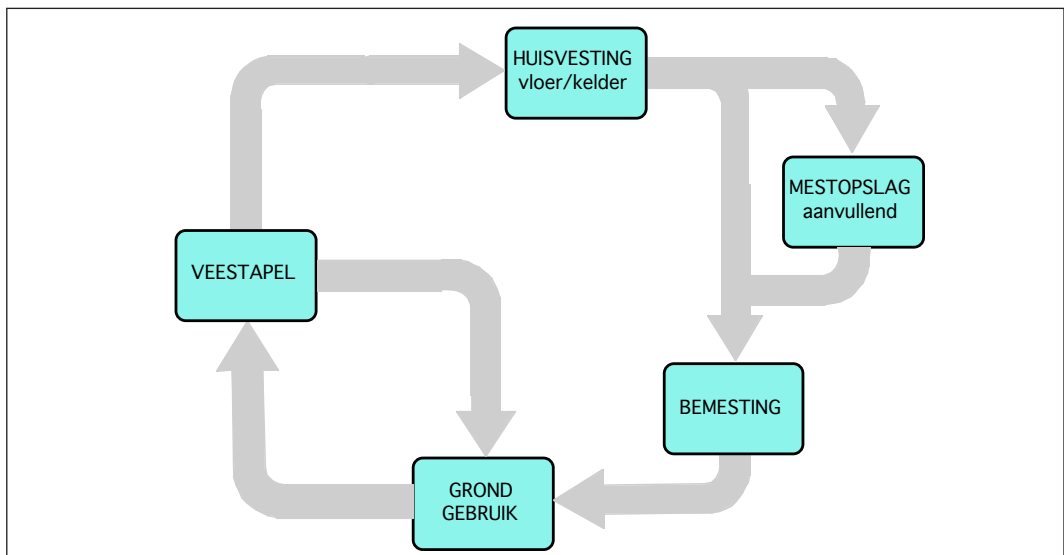 HUISVESTING
vloer/kelder
MESTOPSLAG
aanvullend
VEESTAPEL
BEMESTING
GROND
GEBRUIK